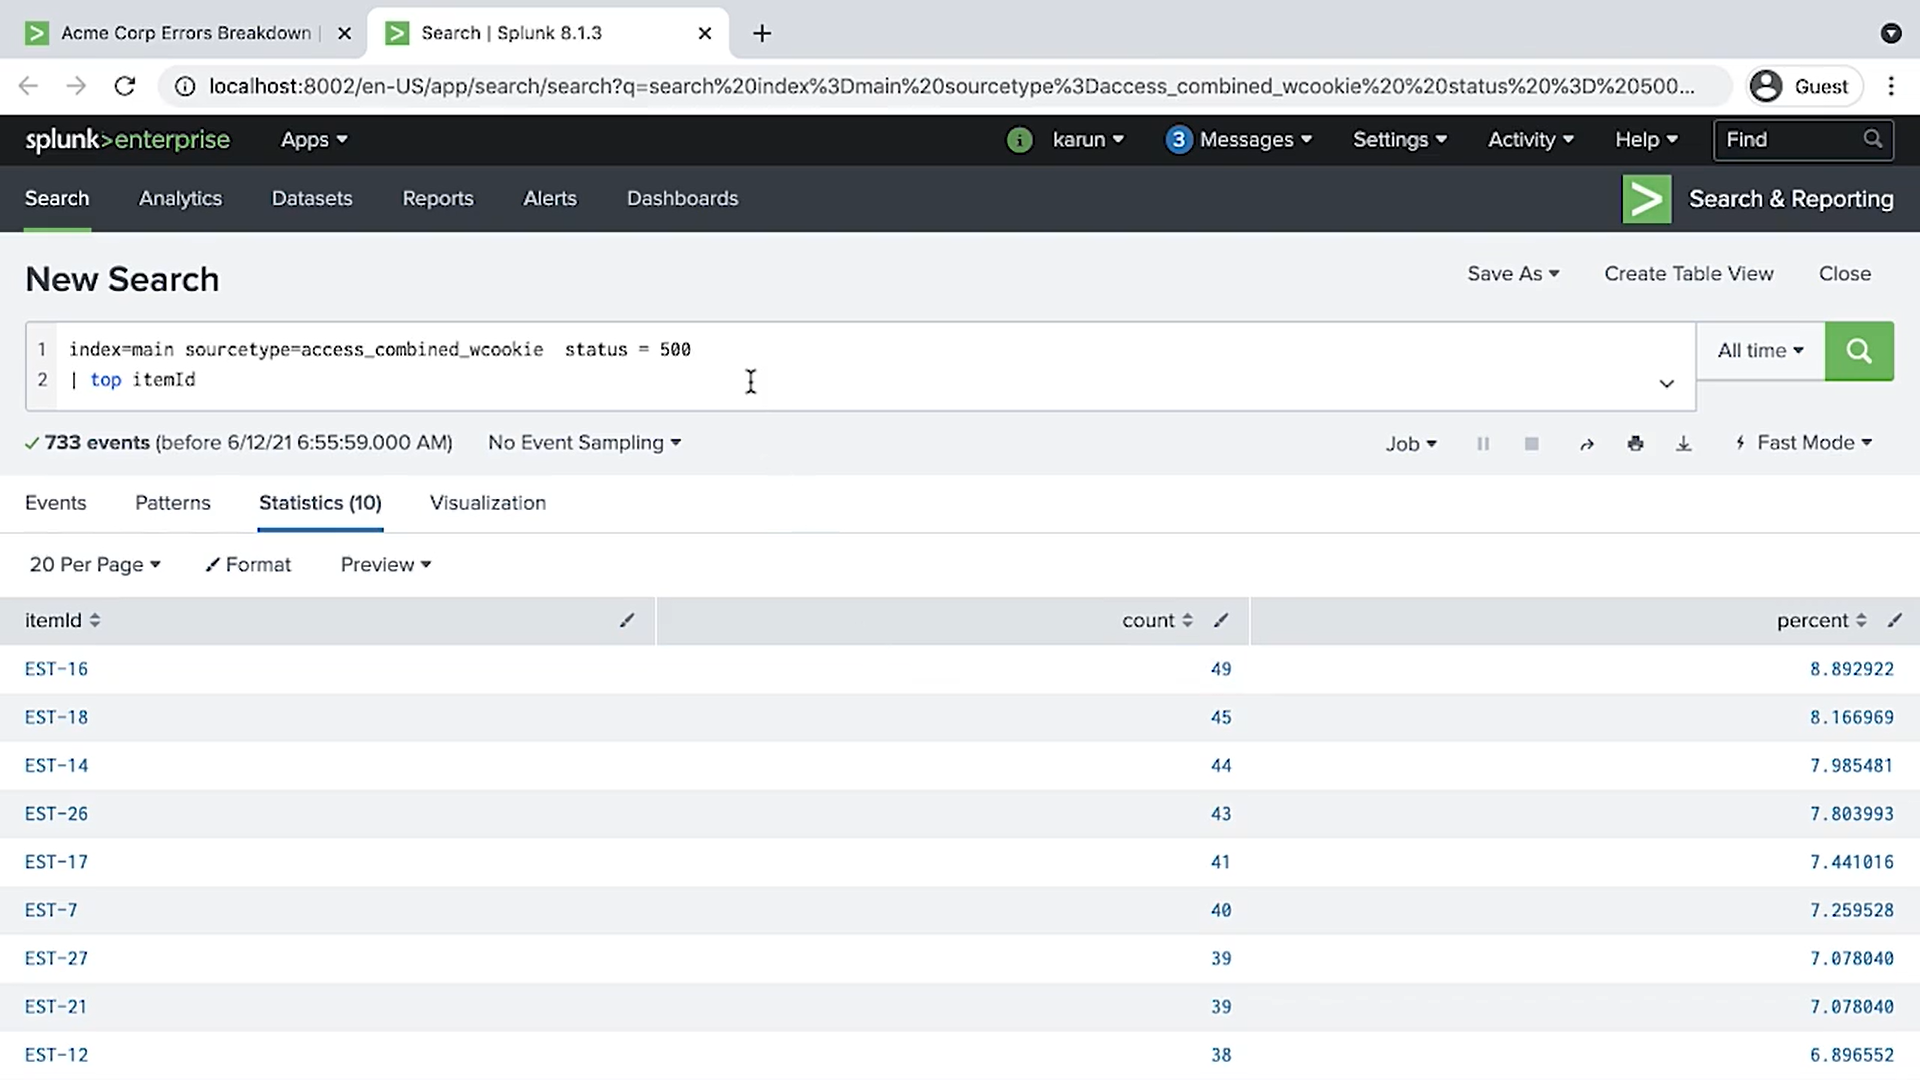 Acme Corp Errors Breakdown
Search | Splunk 8.1.3
localhost:8002/en-US/app/search/search?q=search%20index%3Dmain%20sourcetype%3Daccess_combined_wcookie%20%20status%20%3D%20500...
Guest
splunk>enterprise
Apps
i
karun
3 Messages
Settings
Activity
Help
Find
Search
Analytics
Datasets
Reports
Alerts
Dashboards
> Search & Reporting
New Search
Save As
Create Table View
Close
1 index=main sourcetype=access_combined_wcookie  status = 500
2 | top itemId
All time
733 events (before 6/12/21 6:55:59.000 AM)
No Event Sampling
Job
Fast Mode
Events
Patterns
Statistics (10)
Visualization
20 Per Page
Format
Preview
itemId count percent
EST-16 49 8.892922
EST-18 45 8.166969
EST-14 44 7.985481
EST-26 43 7.803993
EST-17 41 7.441016
EST-7 40 7.259528
EST-27 39 7.078040
EST-21 39 7.078040
EST-12 38 6.896552